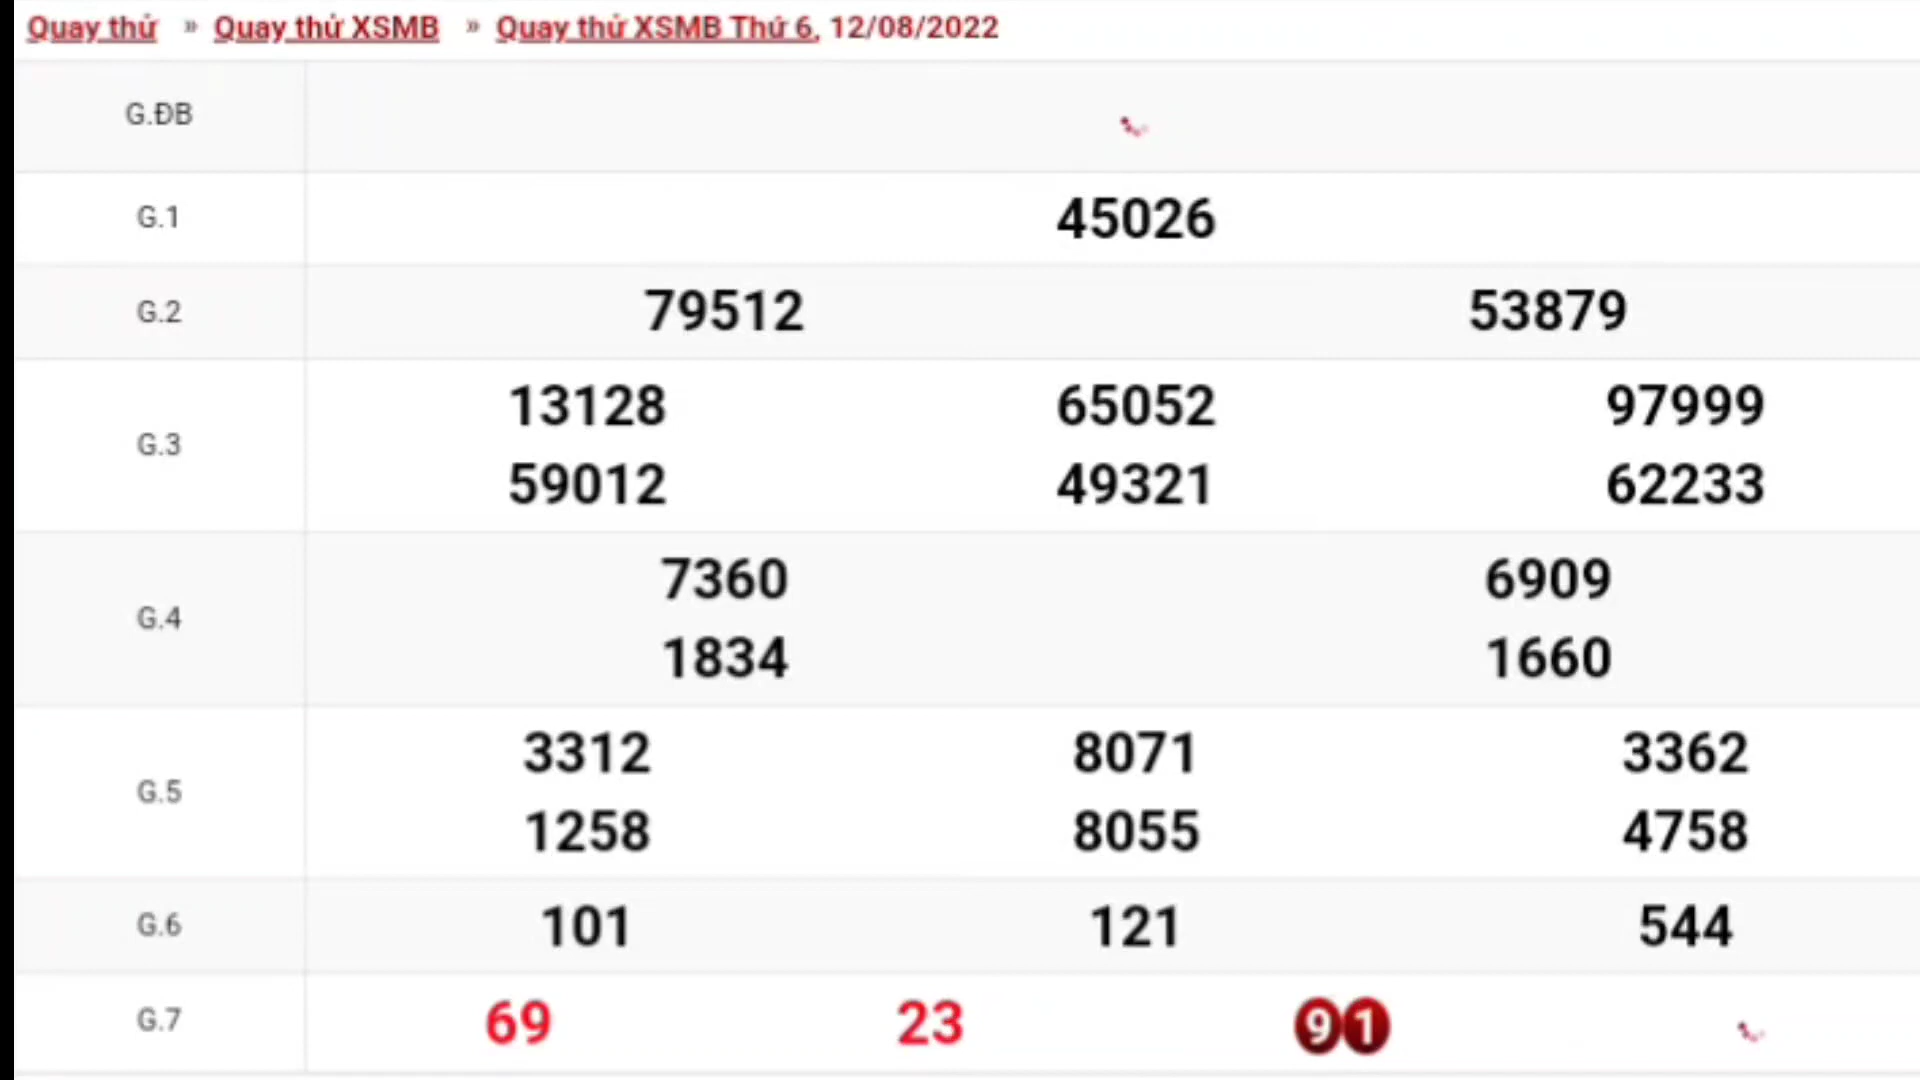 Quay thử » Quay thử XSMB » Quay thử XSMB Thứ 6, 12/08/2022
G.ĐB
G.1 45026
G.2 79512 53879
G.3 13128 65052 97999
59012 49321 62233
G.4 7360 6909
1834 1660
G.5 3312 8071 3362
1258 8055 4758
G.6 101 121 544
G.7 69 23 91